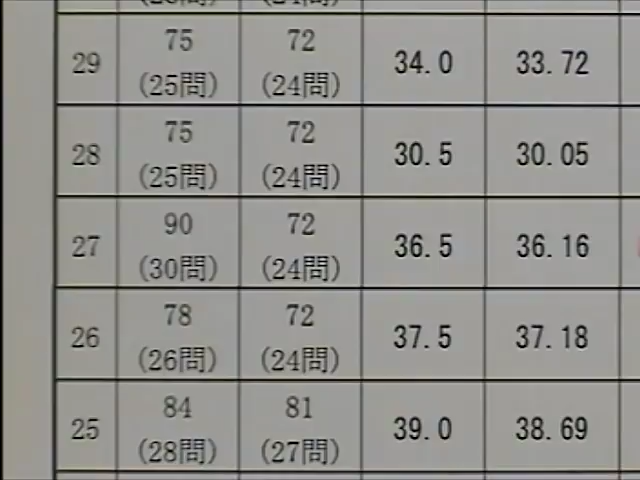 29 75 72 34.0 33.72
(25問) (24問)
28 75 72 30.5 30.05
(25問) (24問)
27 90 72 36.5 36.16
(30問) (24問)
26 78 72 37.5 37.18
(26問) (24問)
25 84 81 39.0 38.69
(28問) (27問)